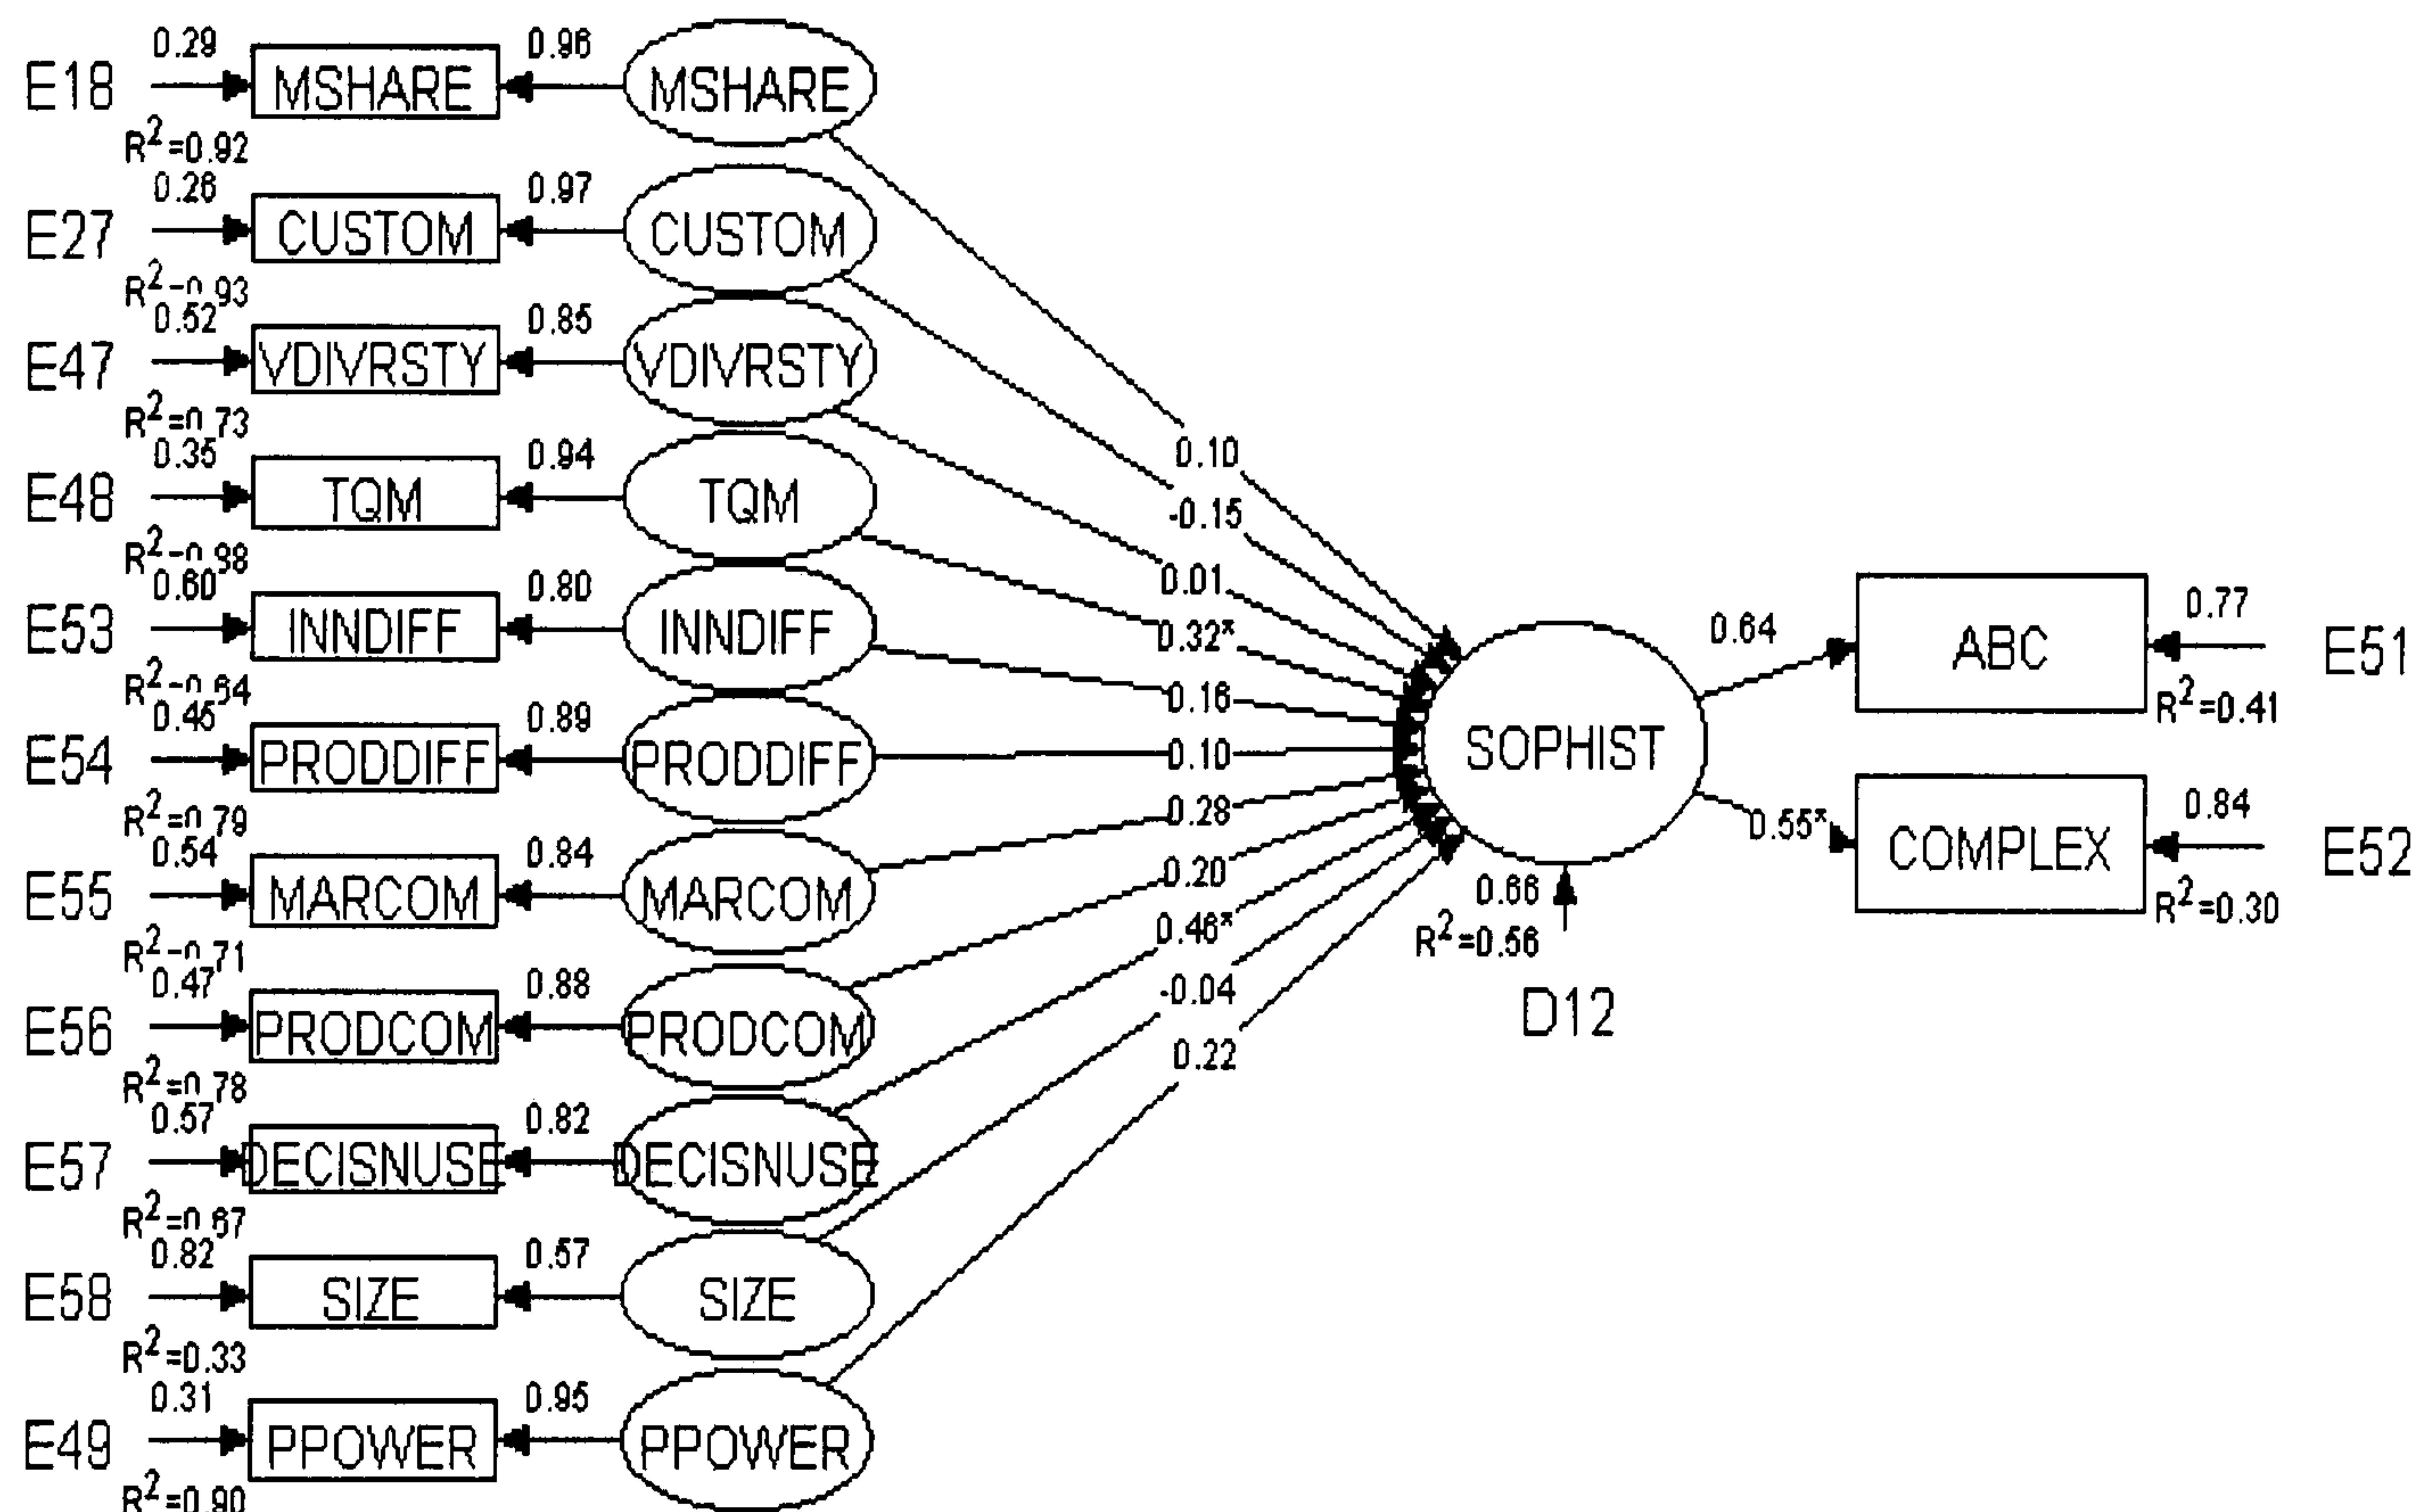 0.29 0.96
E18 MSHARE MSHARE
R²=0.92
0.26 0.97
E27 CUSTOM CUSTOM
R²=0.93
0.52 0.85
E47 VDIVRSTY VDIVRSTY
R²=0.73
0.35 0.94
E48 TQM TQM
R²=0.88
0.60 0.80
E53 INNDIFF INNDIFF
R²=0.64
0.45 0.89
E54 PRODDIFF PRODDIFF
R²=0.79
0.54 0.84
E55 MARCOM MARCOM
R²=0.71
0.47 0.88
E56 PRODCOM PRODCOM
R²=0.78
0.57 0.82
E57 DECISNUSE DECISNUSE
R²=0.67
0.82 0.57
E58 SIZE SIZE
R²=0.33
0.31 0.95
E49 PPOWER PPOWER
R²=0.90
0.10
-0.15
0.01
0.32*
0.16
0.10
0.28
0.20
0.46*
-0.04
0.22
SOPHIST
0.66
R²=0.56
D12
0.64
0.55*
ABC
0.77
E51
R²=0.41
COMPLEX
0.84
E52
R²=0.30